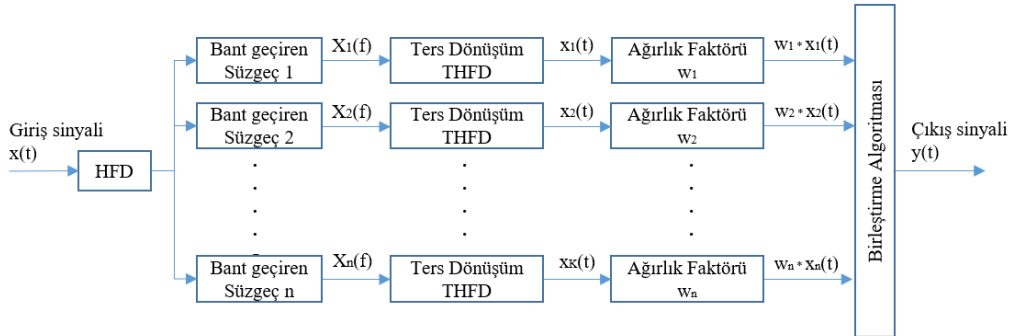 Giriş sinyali
x(t)
HFD
Bant geçiren
Süzgeç 1
X1(f)
Ters Dönüşüm
THFD
x1(t)
Ağırlık Faktörü
w1
w1 * x1(t)
Bant geçiren
Süzgeç 2
X2(f)
Ters Dönüşüm
THFD
x2(t)
Ağırlık Faktörü
w2
w2 * x2(t)
Bant geçiren
Süzgeç n
Xn(f)
Ters Dönüşüm
THFD
xK(t)
Ağırlık Faktörü
wn
wn * xn(t)
Birleştirme Algoritması
Çıkış sinyali
y(t)